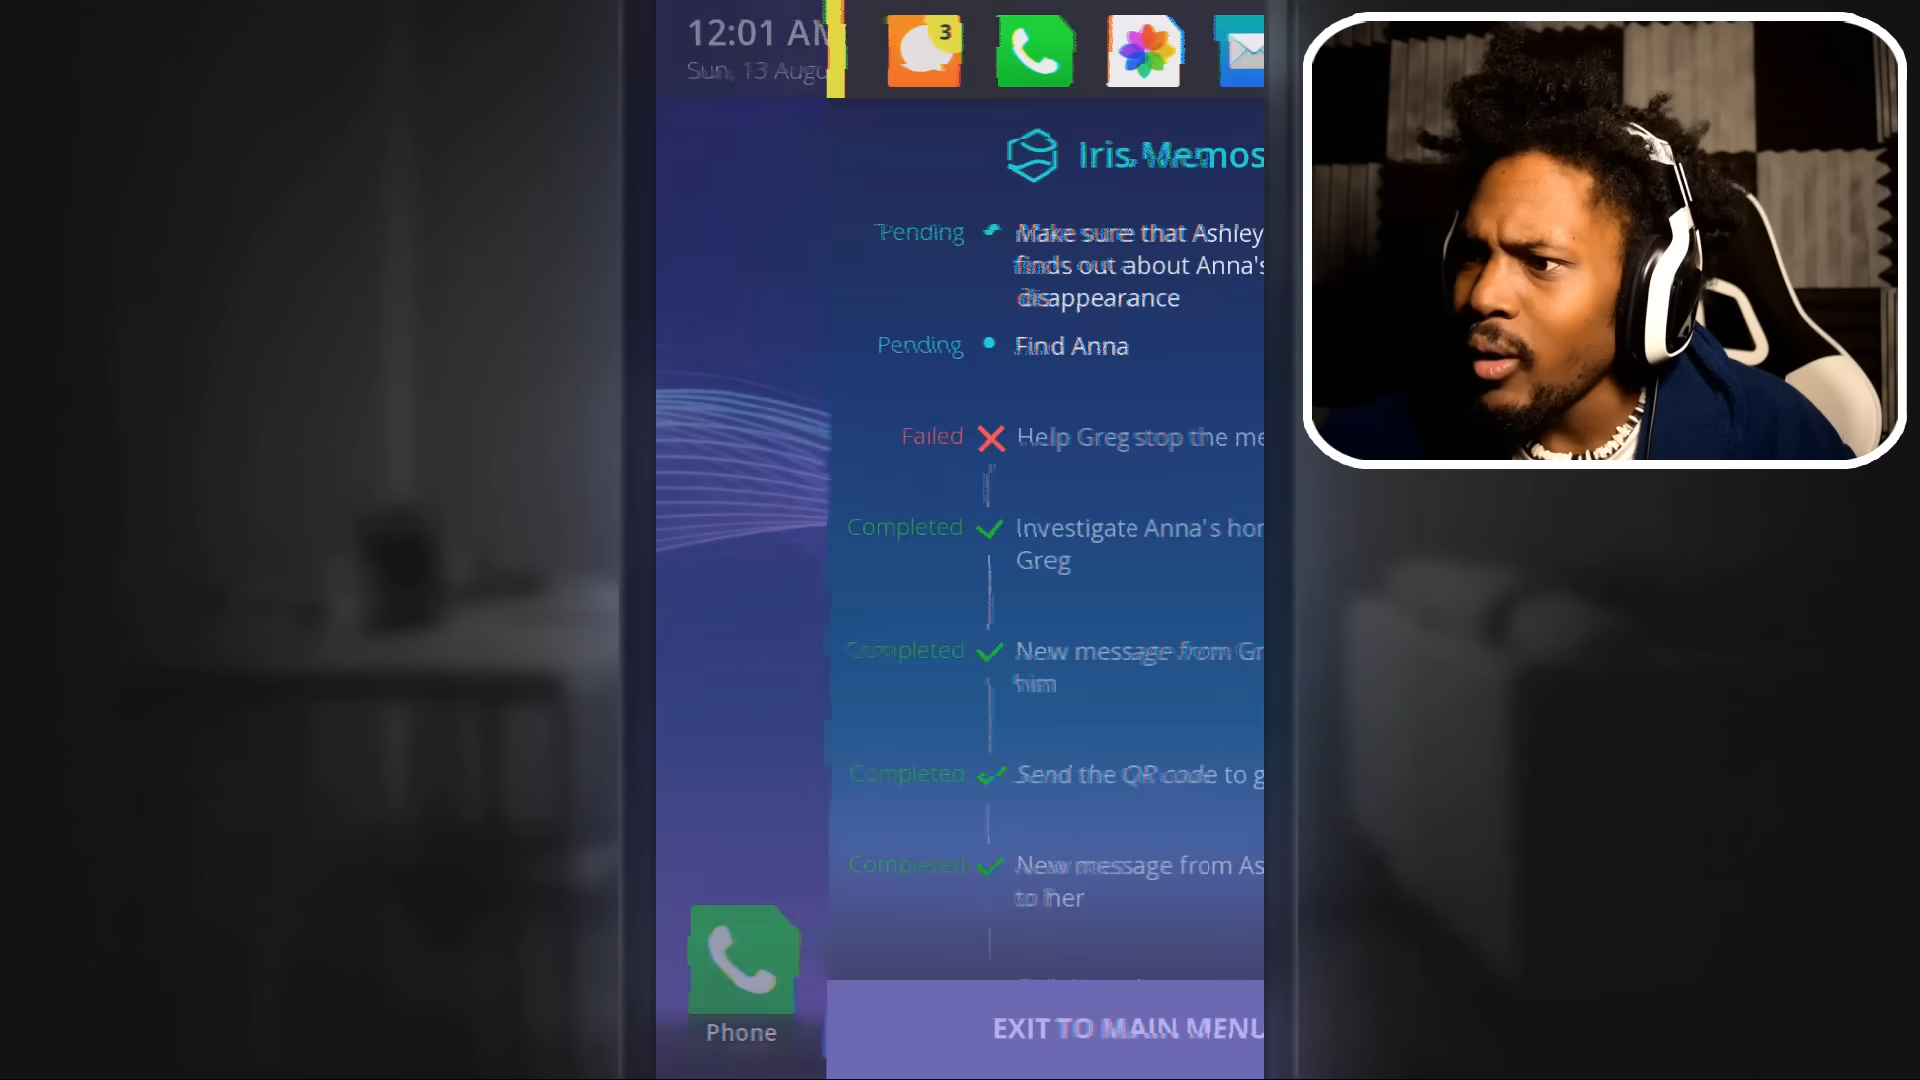 12:01 AM
Sun, 13 Augu
3
Iris Memos
Pending
Make sure that Ashley
finds out about Anna's
disappearance
Pending
Find Anna
Failed
Help Greg stop the me
Completed
Investigate Anna's hom
Greg
Completed
New message from Gr
him
Completed
Send the QR code to g
Completed
New message from As
to her
Phone
EXIT TO MAIN MENU